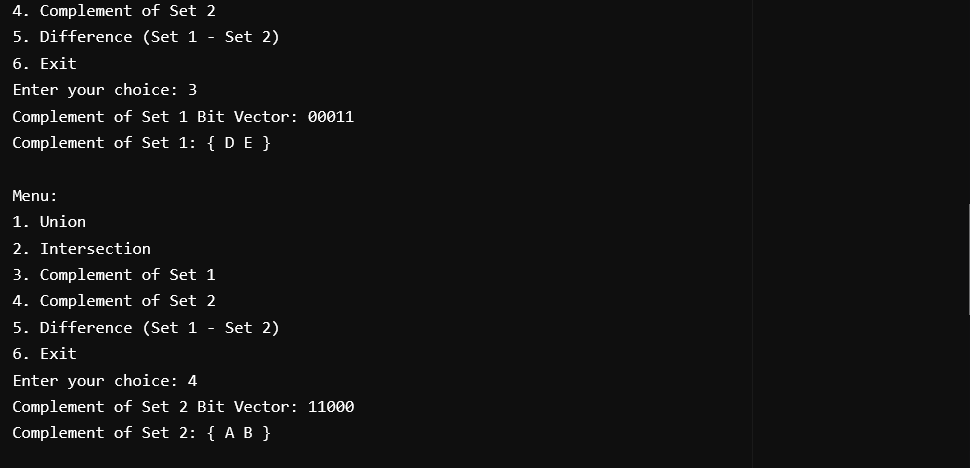 4. Complement of Set 2
5. Difference (Set 1 - Set 2)
6. Exit
Enter your choice: 3
Complement of Set 1 Bit Vector: 00011
Complement of Set 1: { D E }
Menu:
1. Union
2. Intersection
3. Complement of Set 1
4. Complement of Set 2
5. Difference (Set 1 - Set 2)
6. Exit
Enter your choice: 4
Complement of Set 2 Bit Vector: 11000
Complement of Set 2: { A B }